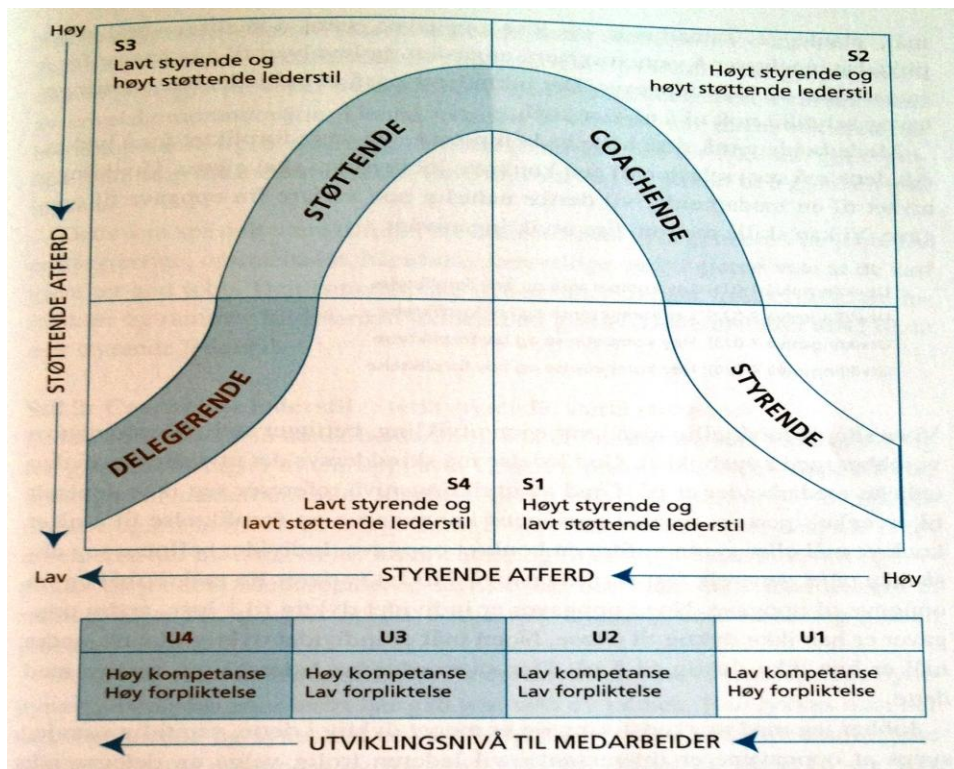 Høy
S3
Lavt styrende og
høyt støttende lederstil
S2
Høyt styrende og
høyt støttende lederstil
STØTTENDE
COACHENDE
STØTTENDE ATFERD
DELEGERENDE
STYRENDE
S4
Lavt styrende og
lavt støttende lederstil
S1
Høyt styrende og
lavt støttende lederstil
Lav
STYRENDE ATFERD
Høy
U4
U3
U2
U1
Høy kompetanse
Høy forpliktelse
Høy kompetanse
Lav forpliktelse
Lav kompetanse
Lav forpliktelse
Lav kompetanse
Høy forpliktelse
UTVIKLINGSNIVÅ TIL MEDARBEIDER